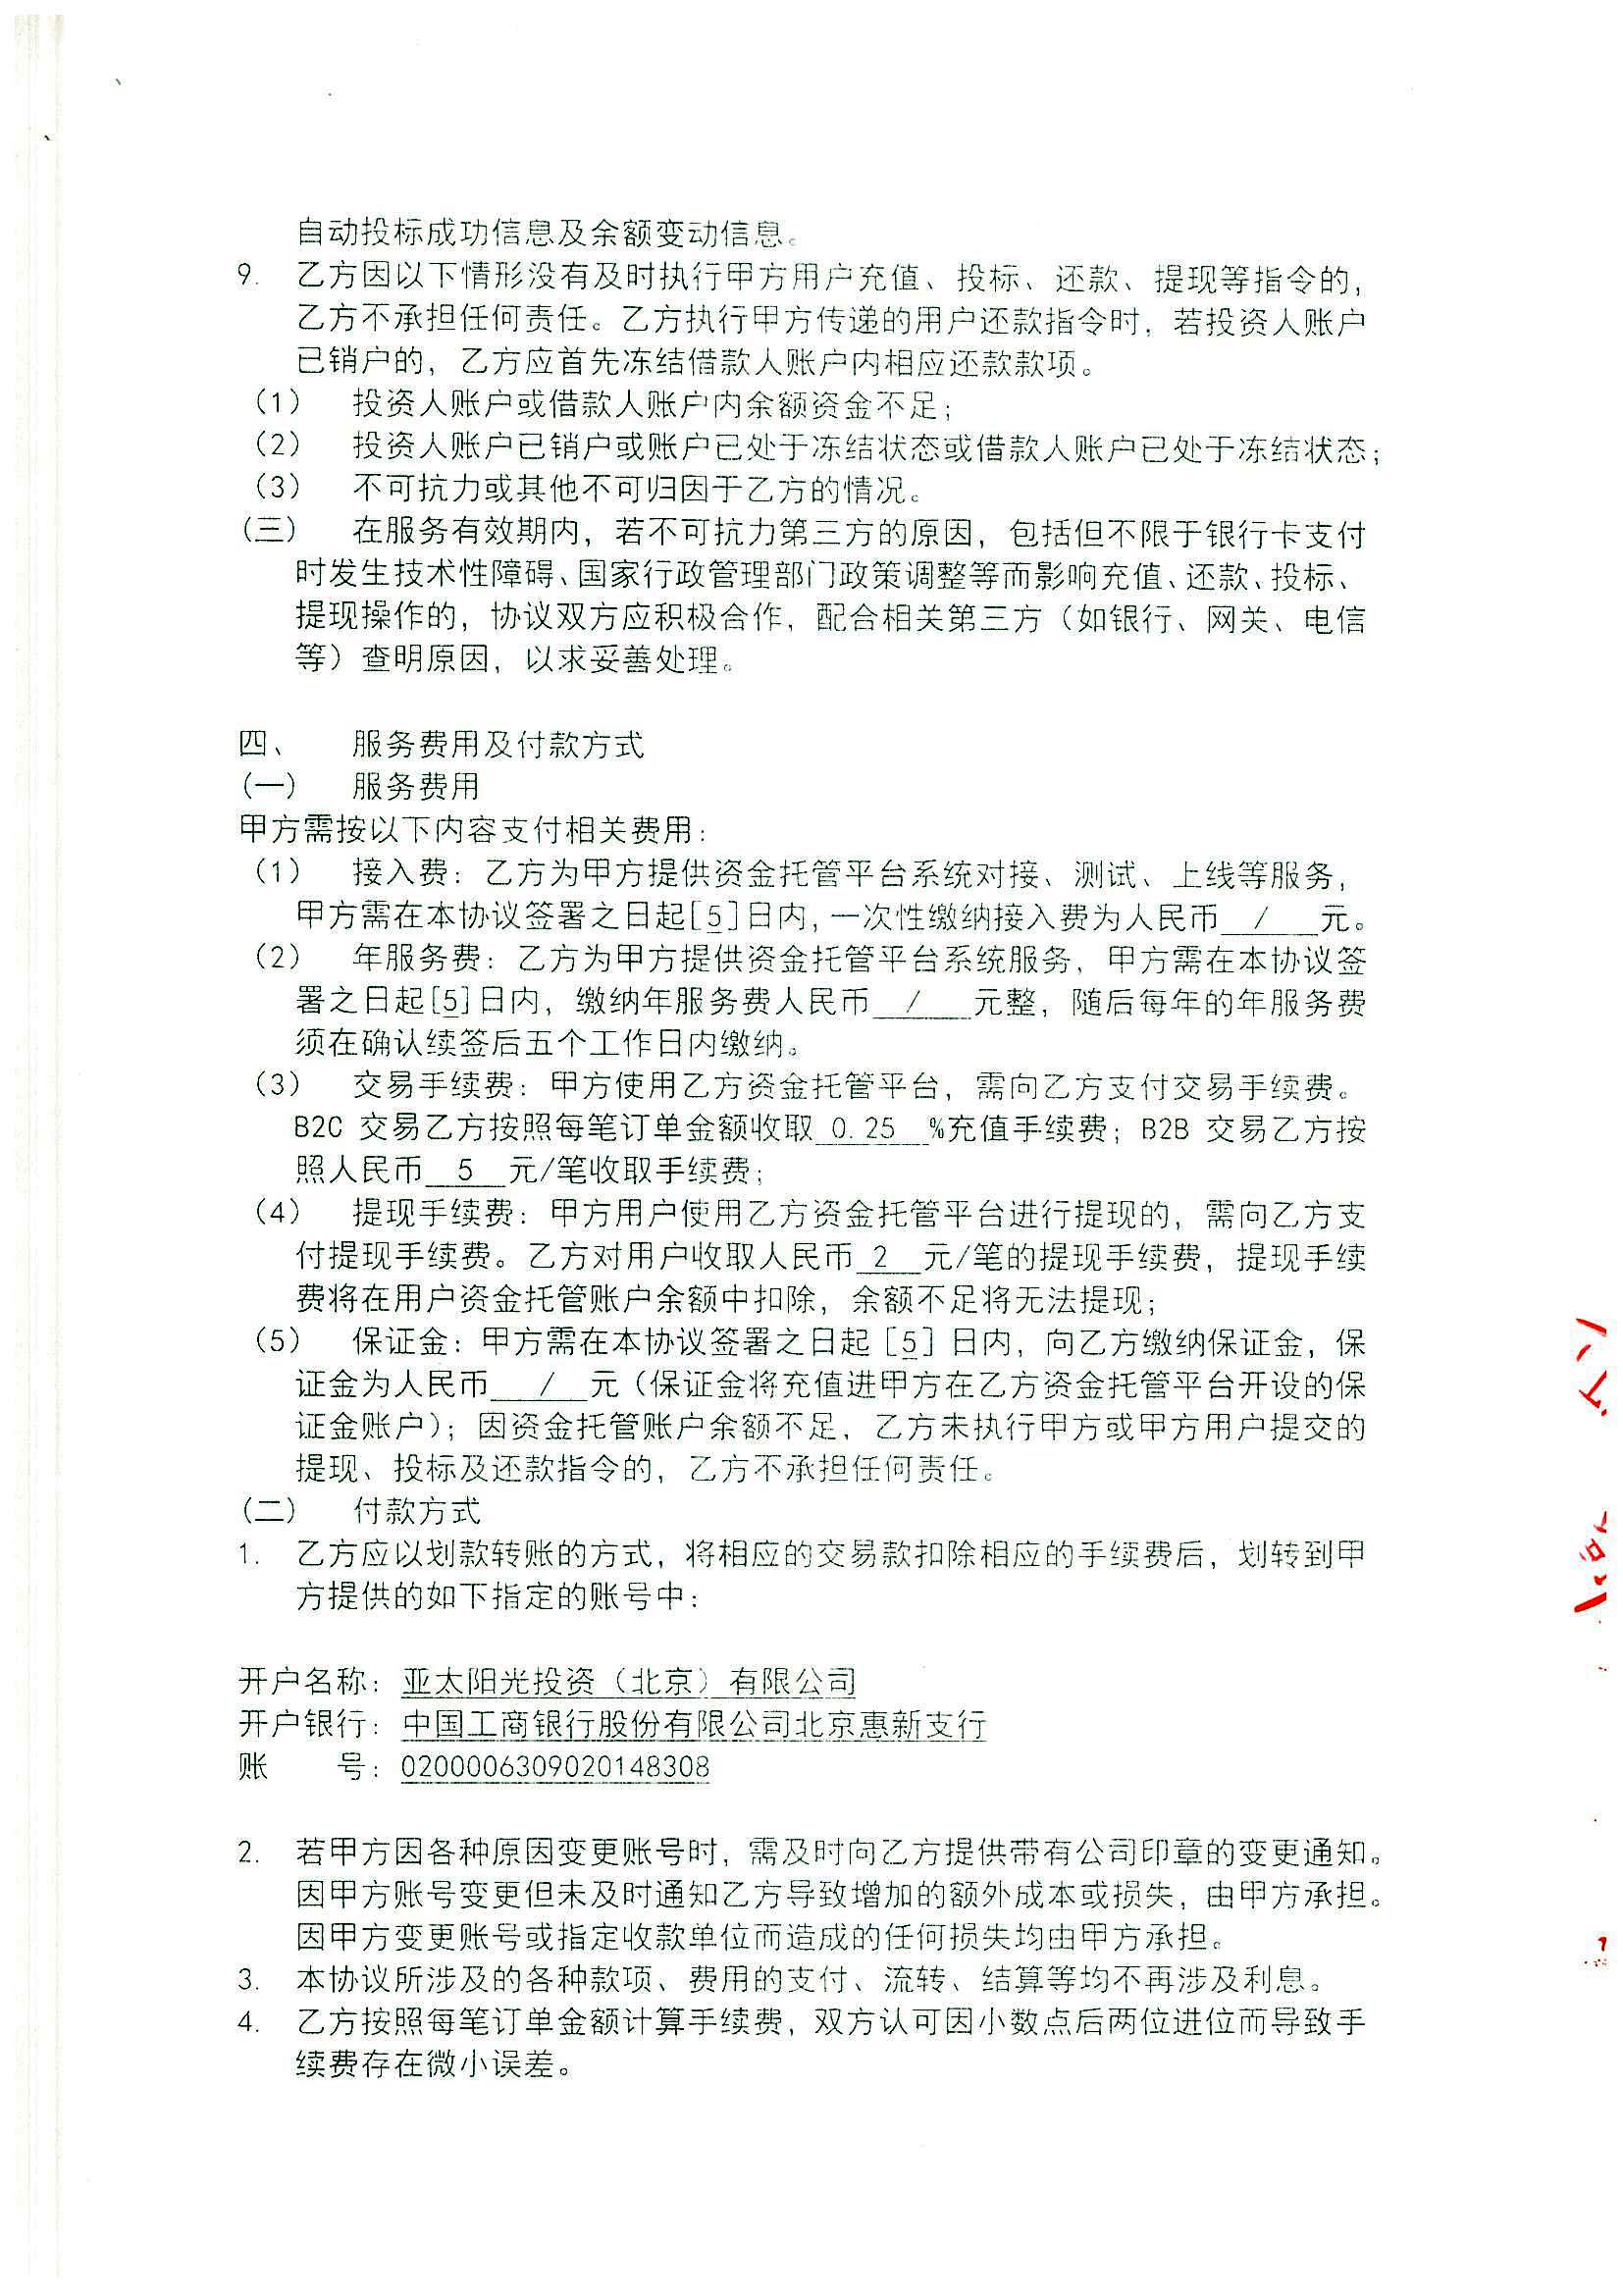 自动投标成功信息及余额变动信息。
9. 乙方因以下情形没有及时执行甲方用户充值、投标、还款、提现等指令的，
乙方不承担任何责任。乙方执行甲方传递的用户还款指令时，若投资人账户
已销户的，乙方应首先冻结借款人账户内相应还款款项。
（1） 投资人账户或借款人账户内余额资金不足；
（2） 投资人账户已销户或账户已处于冻结状态或借款人账户已处于冻结状态；
（3） 不可抗力或其他不可归因于乙方的情况。
（三） 在服务有效期内，若不可抗力第三方的原因，包括但不限于银行卡支付
时发生技术性障碍、国家行政管理部门政策调整等而影响充值、还款、投标、
提现操作的，协议双方应积极合作，配合相关第三方（如银行、网关、电信
等）查明原因，以求妥善处理。
四、 服务费用及付款方式
（一） 服务费用
甲方需按以下内容支付相关费用：
（1） 接入费：乙方为甲方提供资金托管平台系统对接、测试、上线等服务，
甲方需在本协议签署之日起[5]日内，一次性缴纳接入费为人民币 / 元。
（2） 年服务费：乙方为甲方提供资金托管平台系统服务，甲方需在本协议签
署之日起[5]日内，缴纳年服务费人民币 / 元整，随后每年的年服务费
须在确认续签后五个工作日内缴纳。
（3） 交易手续费：甲方使用乙方资金托管平台，需向乙方支付交易手续费。
B2C 交易乙方按照每笔订单金额收取 0.25 %充值手续费；B2B 交易乙方按
照人民币 5 元/笔收取手续费；
（4） 提现手续费：甲方用户使用乙方资金托管平台进行提现的，需向乙方支
付提现手续费。乙方对用户收取人民币 2 元/笔的提现手续费，提现手续
费将在用户资金托管账户余额中扣除，余额不足将无法提现；
（5） 保证金：甲方需在本协议签署之日起 [5] 日内，向乙方缴纳保证金，保
证金为人民币 / 元（保证金将充值进甲方在乙方资金托管平台开设的保
证金账户）；因资金托管账户余额不足，乙方未执行甲方或甲方用户提交的
提现、投标及还款指令的，乙方不承担任何责任。
（二） 付款方式
1. 乙方应以划款转账的方式，将相应的交易款扣除相应的手续费后，划转到甲
方提供的如下指定的账号中：
开户名称：亚太阳光投资（北京）有限公司
开户银行：中国工商银行股份有限公司北京惠新支行
账 号：0200006309020148308
2. 若甲方因各种原因变更账号时，需及时向乙方提供带有公司印章的变更通知。
因甲方账号变更但未及时通知乙方导致增加的额外成本或损失，由甲方承担。
因甲方变更账号或指定收款单位而造成的任何损失均由甲方承担。
3. 本协议所涉及的各种款项、费用的支付、流转、结算等均不再涉及利息。
4. 乙方按照每笔订单金额计算手续费，双方认可因小数点后两位进位而导致手
续费存在微小误差。